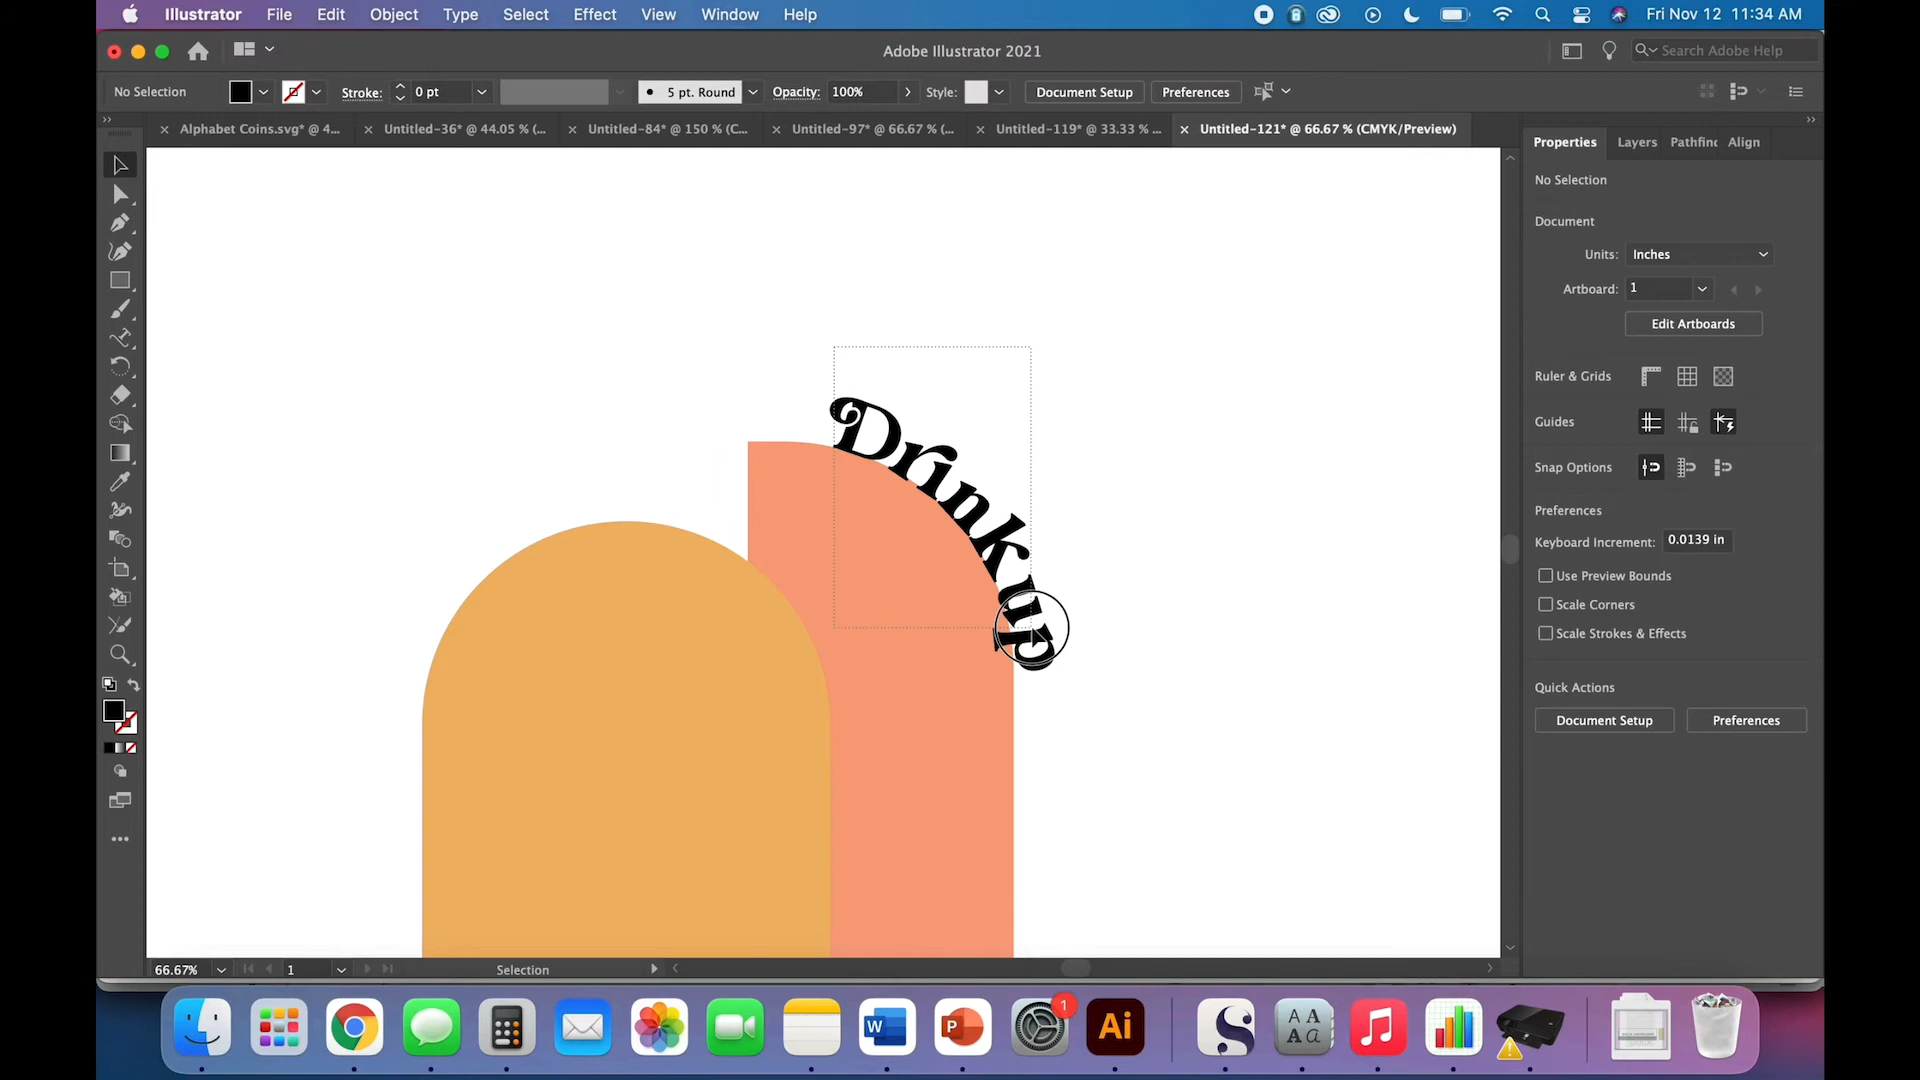 Illustrator File Edit Object Type Select Effect View Window Help Fri Nov 12 11:34 AM
Adobe Illustrator 2021 Search Adobe Help
No Selection Stroke: 0 pt 5 pt. Round Opacity: 100% Style: Document Setup Preferences
Alphabet Coins.svg* @ 4... Untitled-36* @ 44.05 % (... Untitled-84* @ 150 % (C... Untitled-97* @ 66.67 % (... Untitled-119* @ 33.33 % ... Untitled-121* @ 66.67 % (CMYK/Preview)
Properties Layers Pathfinc Align
No Selection
Document
Units: Inches
Artboard: 1
Edit Artboards
Ruler & Grids
Guides
Snap Options
Preferences
Keyboard Increment: 0.0139 in
Use Preview Bounds
Scale Corners
Scale Strokes & Effects
Quick Actions
Document Setup Preferences
Drink up
66.67% 1 Selection
W P 1 Ai
A A
A a